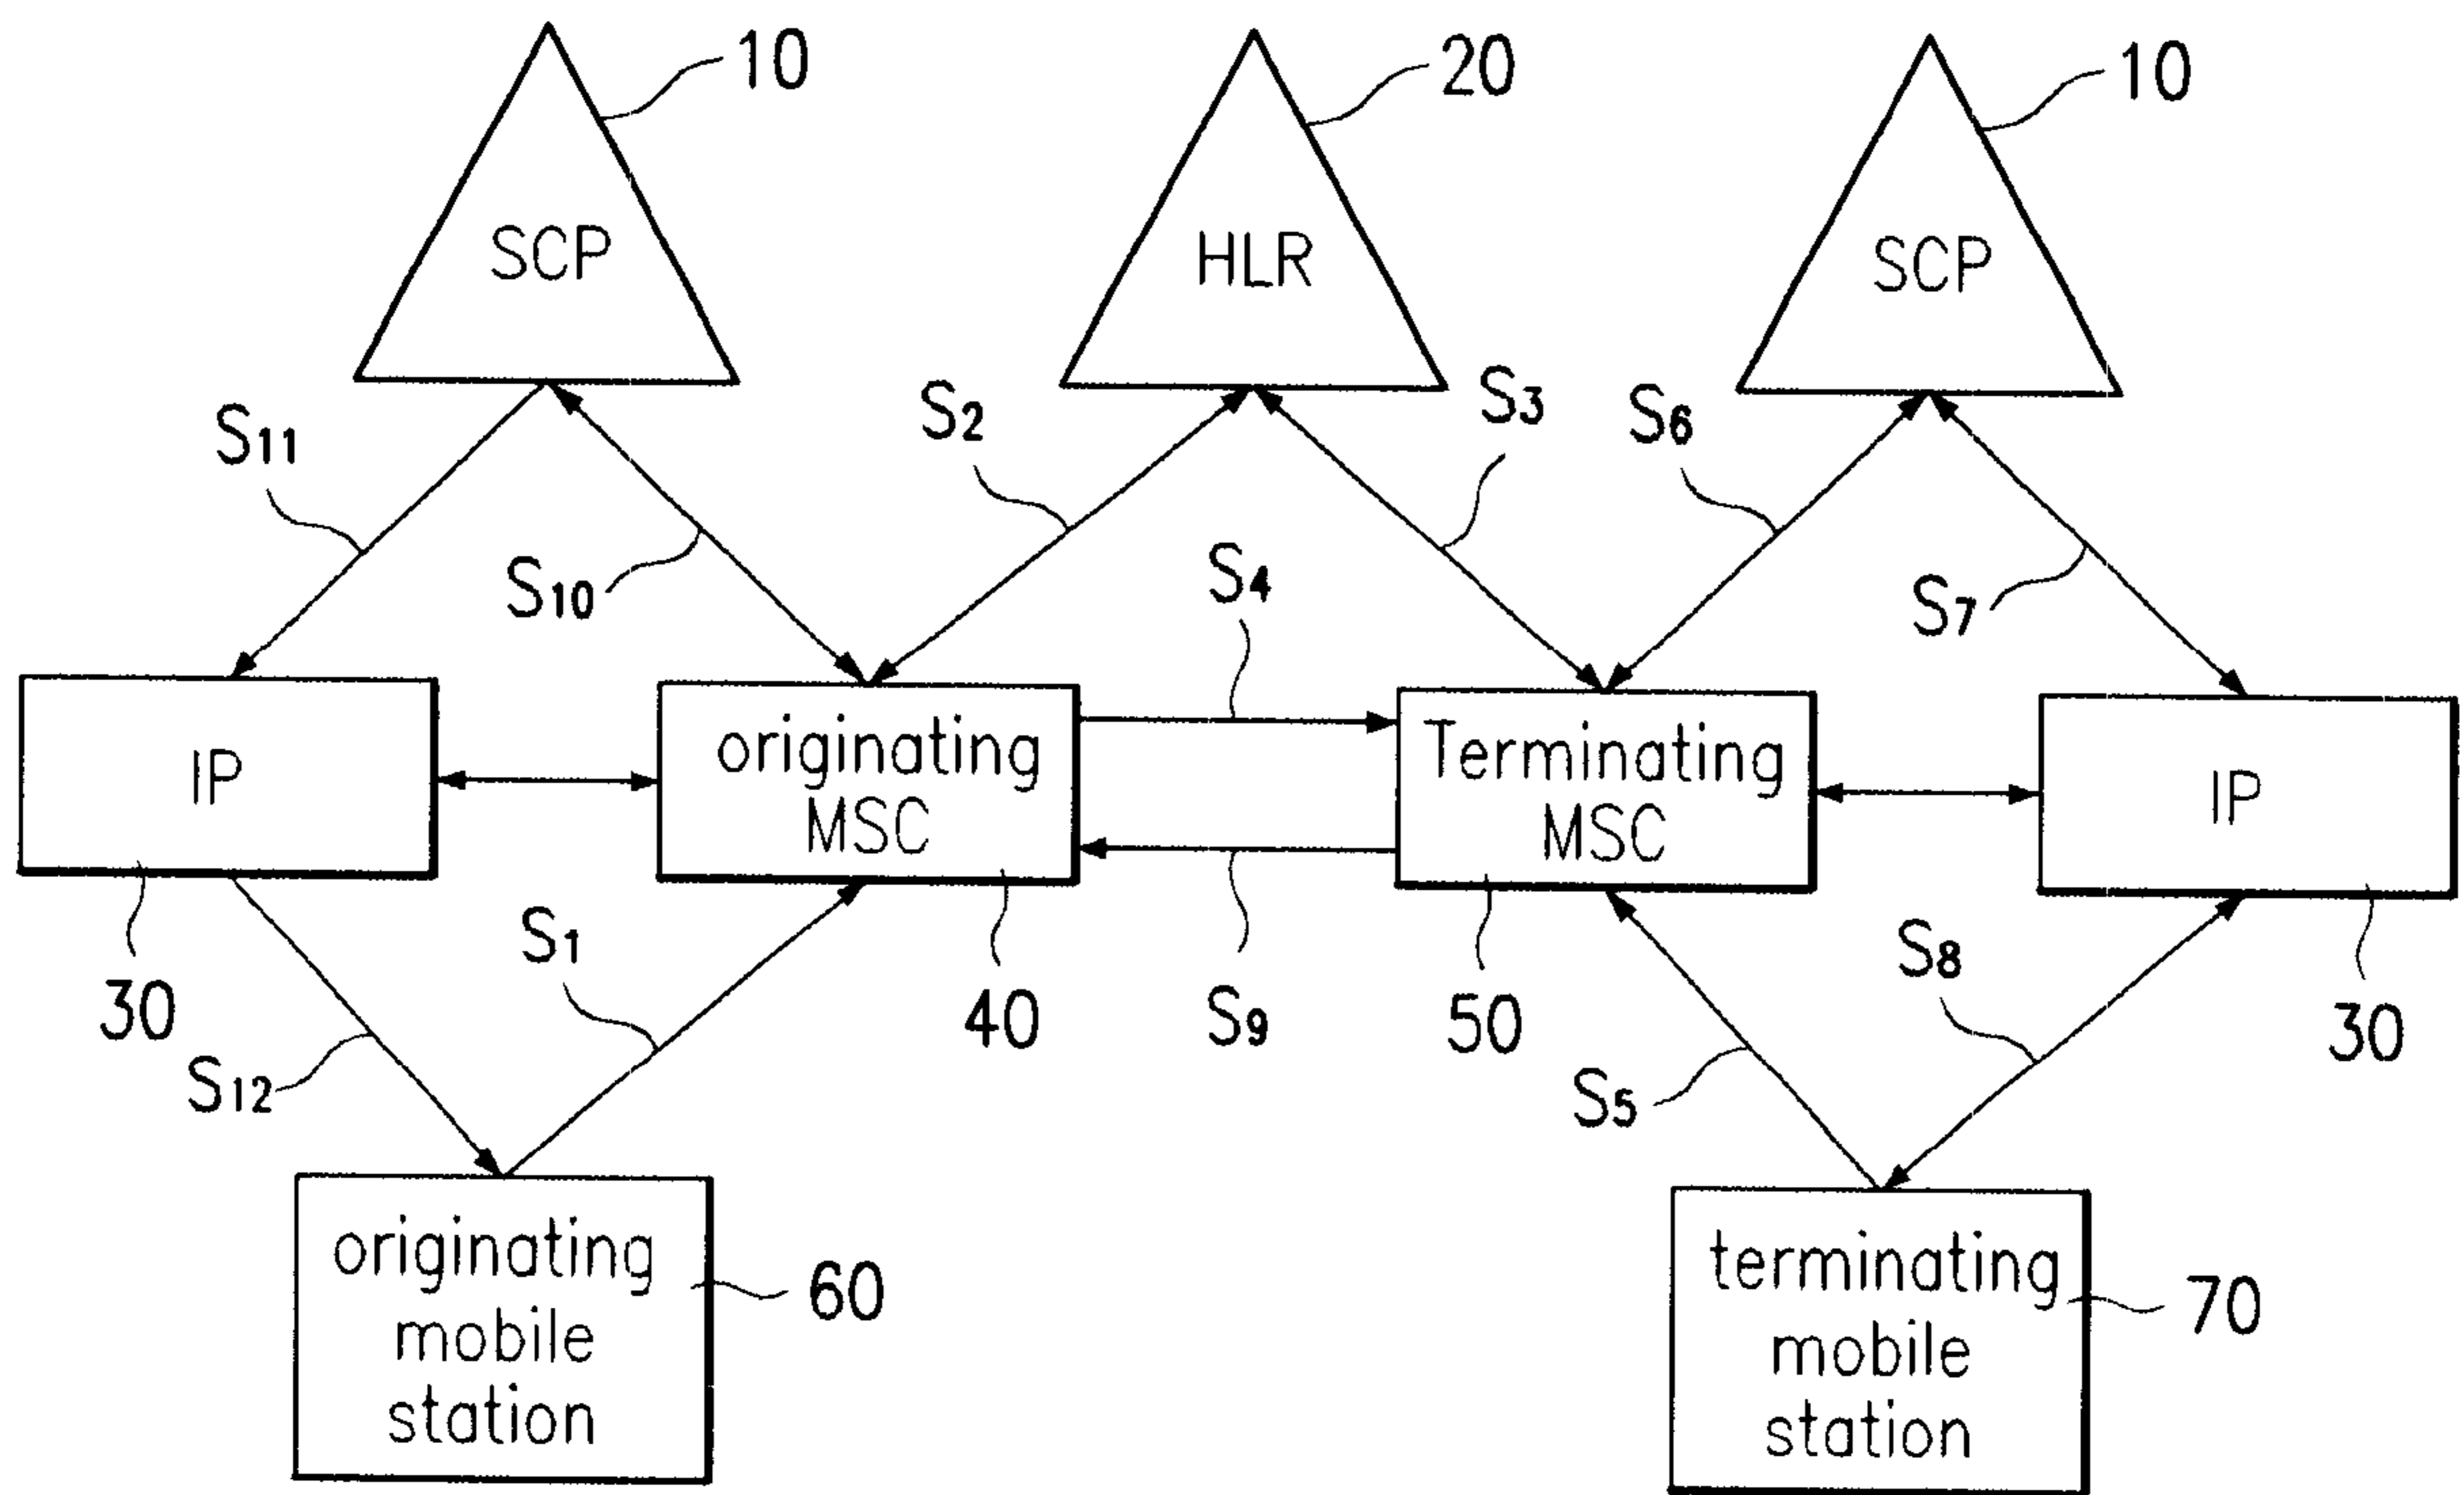 10
20
10
SCP
HLR
SCP
S11
S2
S3
S6
S10
S4
S7
IP
originating
MSC
Terminating
MSC
IP
30
S1
40
S9
50
S8
30
S12
S5
originating
mobile
station
60
terminating
mobile
station
70